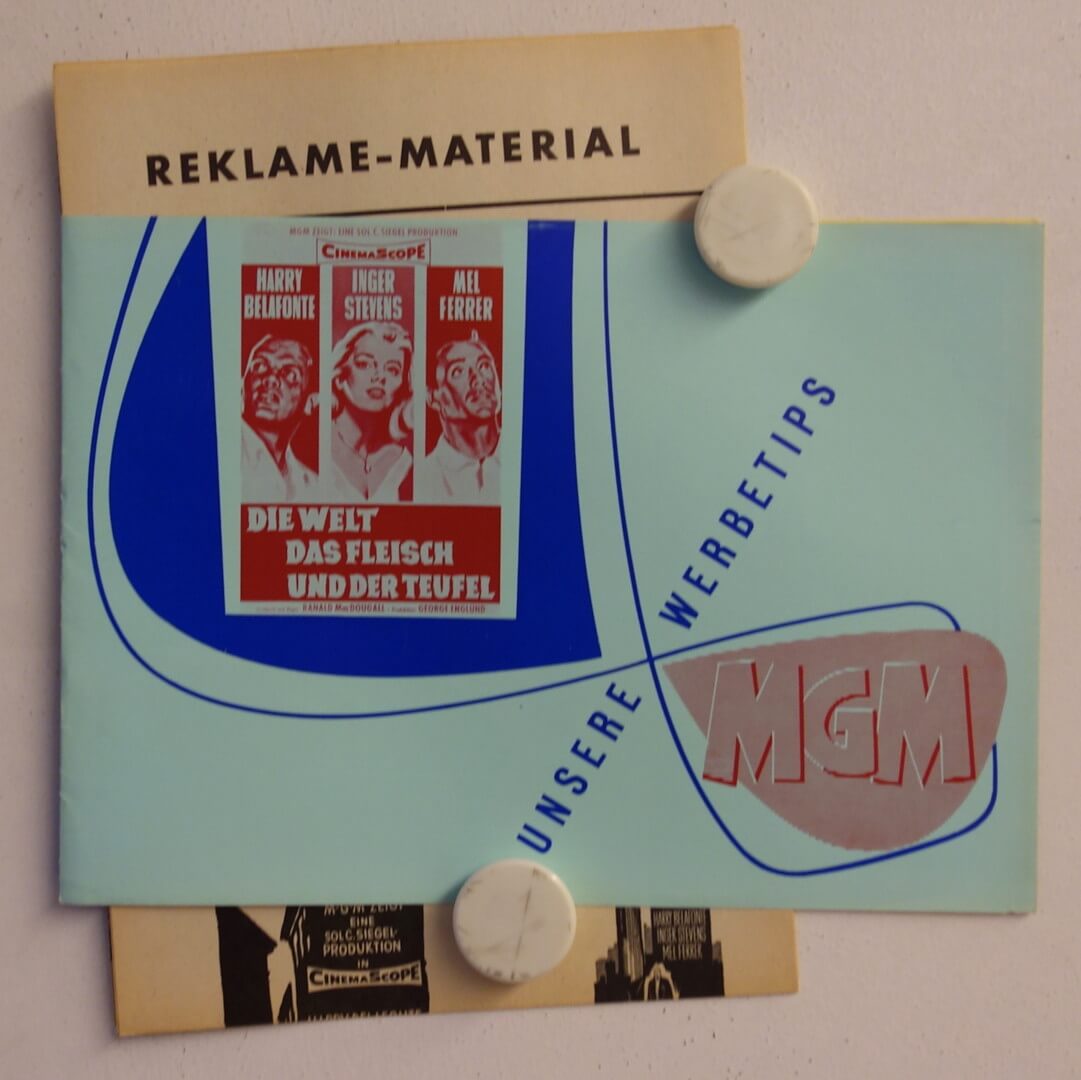 REKLAME-MATERIAL
MGM ZEIGT: EINE SOL C. SIEGEL PRODUKTION
CINEMASCOPE
HARRY BELAFONTE
INGER STEVENS
MEL FERRER
DIE WELT
DAS FLEISCH
UND DER TEUFEL
RANALD MACDOUGALL · GEORGE ENGLUND
UNSERE WERBETIPS
MGM
M·G·M ZEIGT
EINE
SOL C. SIEGEL-
PRODUKTION
IN
CINEMASCOPE
HARRY BELAFONTE
HARRY BELAFONTE
INGER STEVENS
MEL FERRER